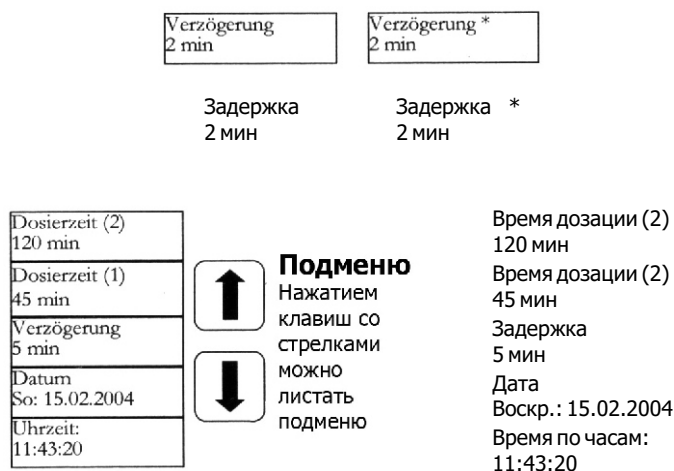 Verzögerung
2 min
Verzögerung *
2 min
Задержка
2 мин
Задержка *
2 мин
Dosierzeit (2)
120 min
Dosierzeit (1)
45 min
Verzögerung
5 min
Datum
So: 15.02.2004
Uhrzeit:
11:43:20
Подменю
Нажатием
клавиш со
стрелками
можно
листать
подменю
Время дозации (2)
120 мин
Время дозации (2)
45 мин
Задержка
5 мин
Дата
Воскр.: 15.02.2004
Время по часам:
11:43:20